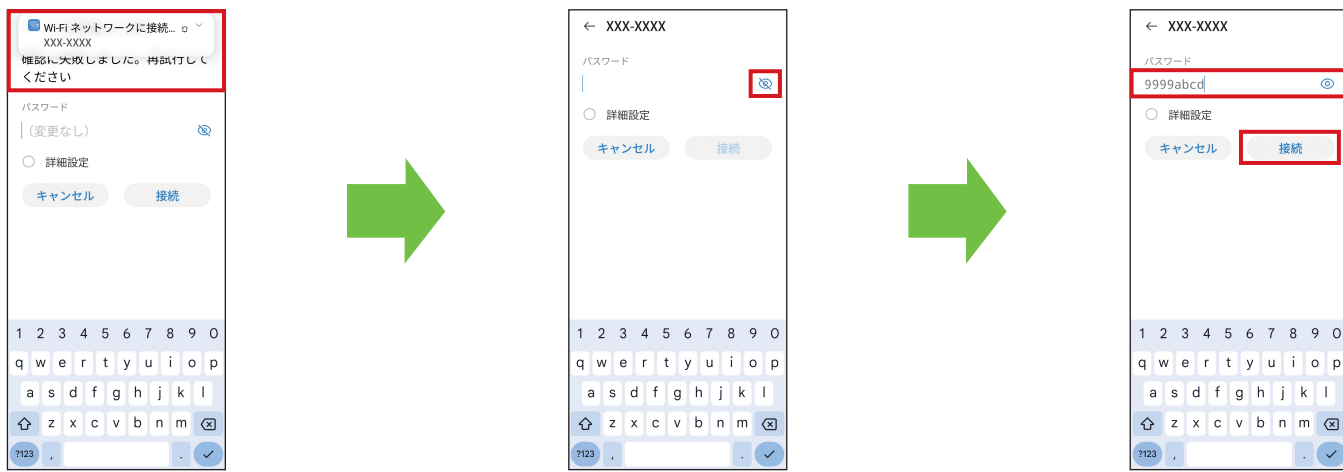 Wi-Fi ネットワークに接続...
XXX-XXXX
確認に失敗しました。再試行して
ください
パスワード
(変更なし)
詳細設定
キャンセル 接続
1 2 3 4 5 6 7 8 9 0
q w e r t y u i o p
a s d f g h j k l
z x c v b n m
?123 , .
← XXX-XXXX
パスワード
詳細設定
キャンセル 接続
1 2 3 4 5 6 7 8 9 0
q w e r t y u i o p
a s d f g h j k l
z x c v b n m
?123 , .
← XXX-XXXX
パスワード
9999abcd
詳細設定
キャンセル 接続
1 2 3 4 5 6 7 8 9 0
q w e r t y u i o p
a s d f g h j k l
z x c v b n m
?123 , .